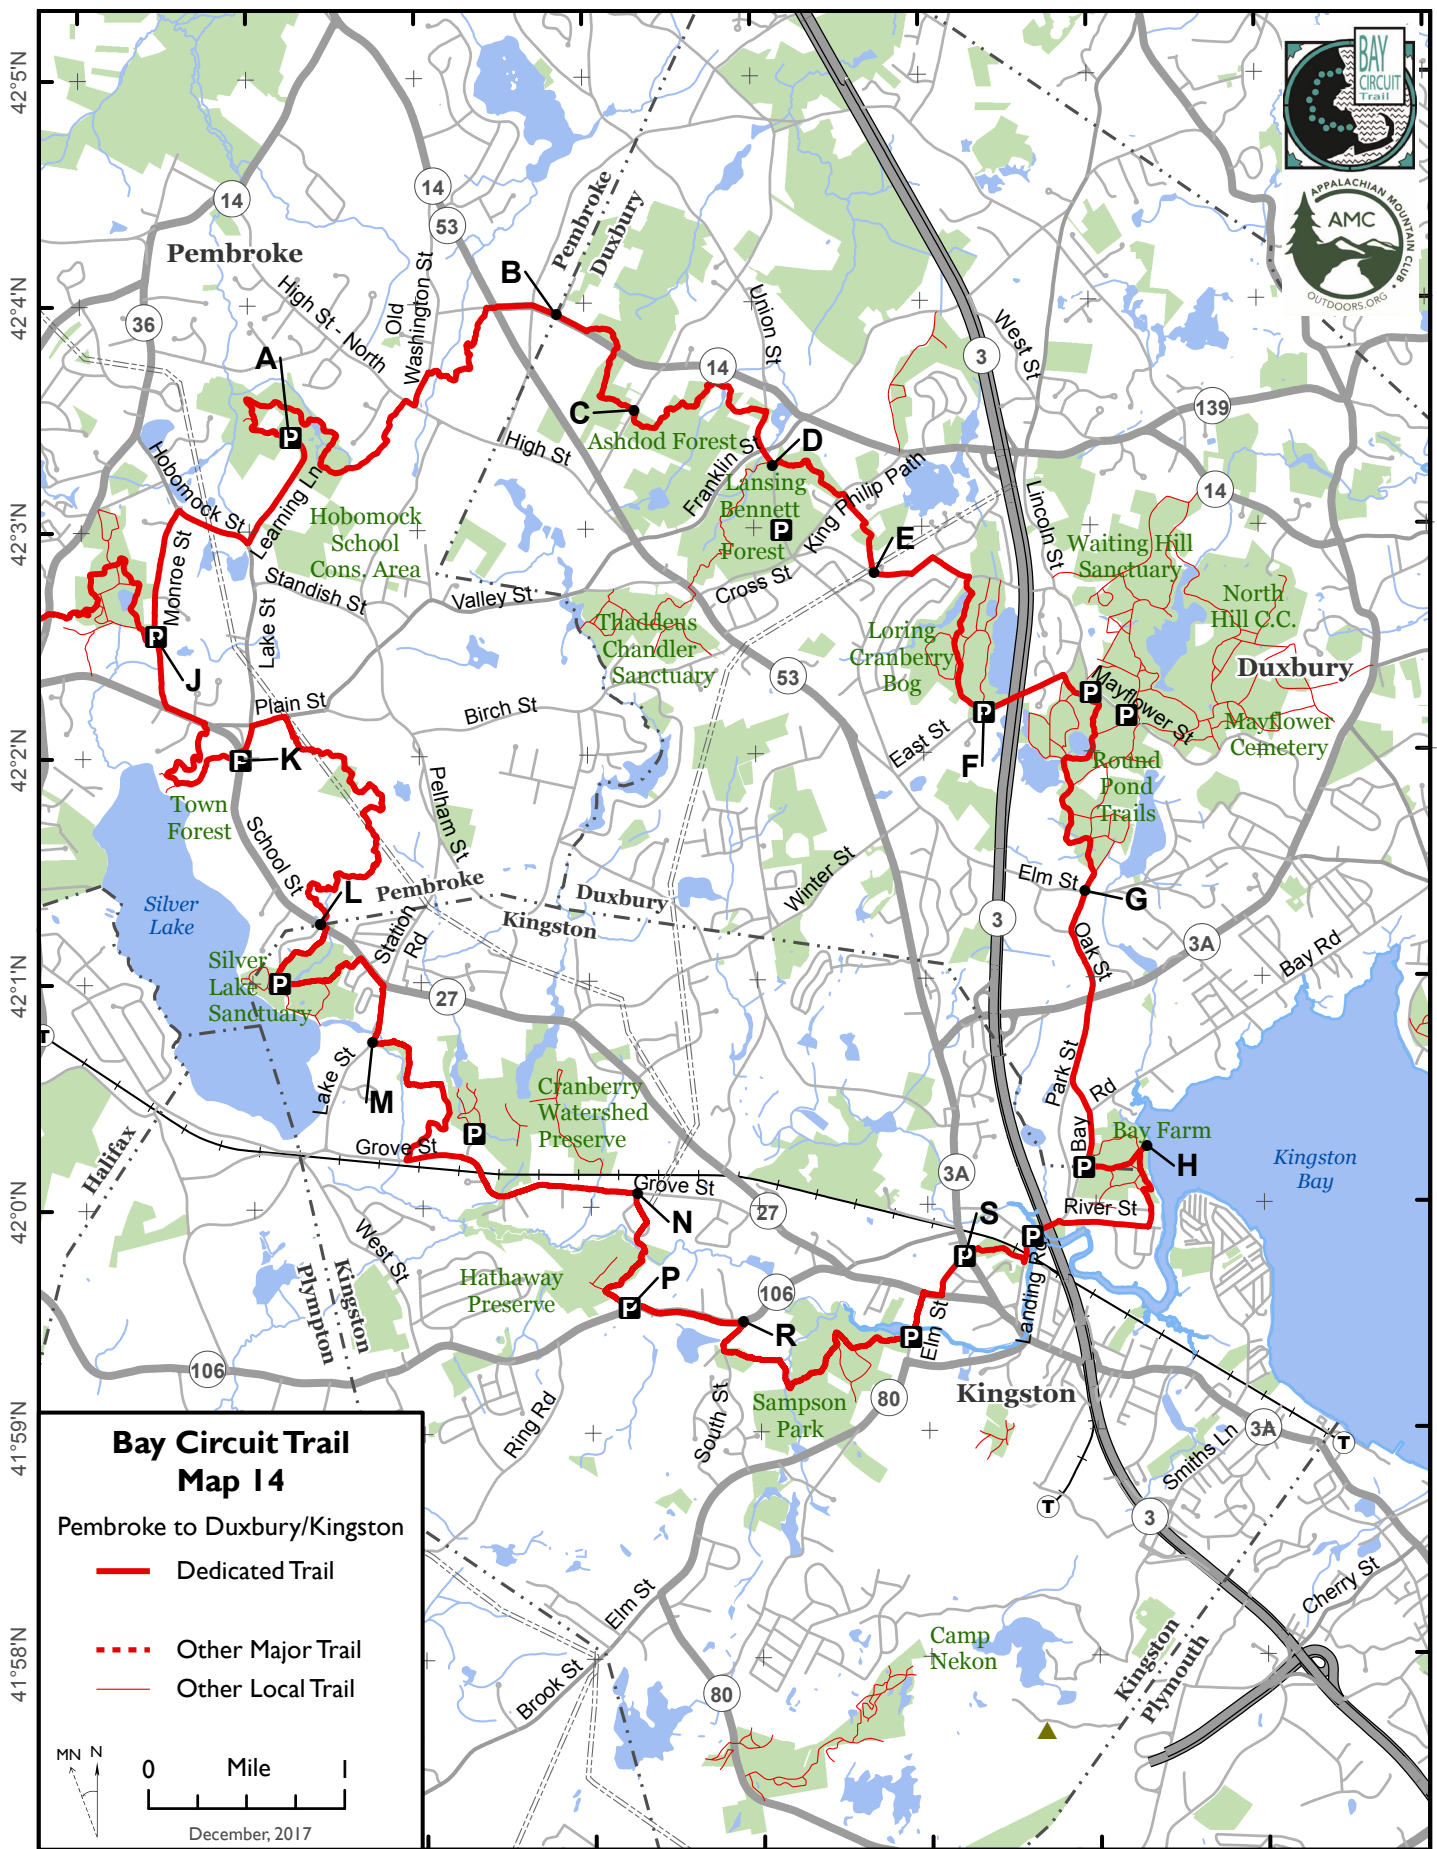 42°5'N
42°4'N
42°3'N
42°2'N
42°1'N
42°0'N
41°59'N
41°58'N
BAY
CIRCUIT
Trail
APPALACHIAN MOUNTAIN CLUB
AMC
OUTDOORS.ORG
14
14
53
36
Pembroke
Pembroke
Duxbury
B
A
High St - North
Old
Washington St
Union St
West St
3
14
139
14
C
Ashdod Forest
D
High St
Franklin St
Lansing
Bennett
Forest
P
King Philip Path
E
Cross St
Lincoln St
Waiting Hill
Sanctuary
North
Hill C.C.
Duxbury
P
Hobomock St
Learning Ln
Hobomock
School
Cons. Area
Standish St
Valley St
Monroe St
Lake St
P
J
Thaddeus
Chandler
Sanctuary
53
Loring
Cranberry
Bog
P
P
P
Mayflower St
Mayflower
Cemetery
Plain St
Birch St
East St
F
Round
Pond
Trails
P
K
Town
Forest
School St
Pelham St
Winter St
L
Pembroke
Duxbury
Kingston
Elm St
G
3
3A
Oak St
Bay Rd
Silver
Lake
Silver
Lake
Sanctuary
P
Station
Rd
27
T
Lake St
M
Cranberry
Watershed
Preserve
P
Park St
Bay
Rd
Bay Farm
P
H
Kingston
Bay
Halifax
Grove St
Grove St
N
27
3A
S
River St
P
P
Landing Rd
West St
Kingston
Plympton
Hathaway
Preserve
P
P
106
R
P
Elm St
106
Sampson
Park
80
Kingston
South St
Ring Rd
3A
T
Smiths Ln
T
3
Cherry St
Bay Circuit Trail
Map 14
Pembroke to Duxbury/Kingston
Dedicated Trail
Other Major Trail
Other Local Trail
MN N
0 Mile 1
December, 2017
Elm St
Brook St
80
Camp
Nekon
Kingston
Plymouth